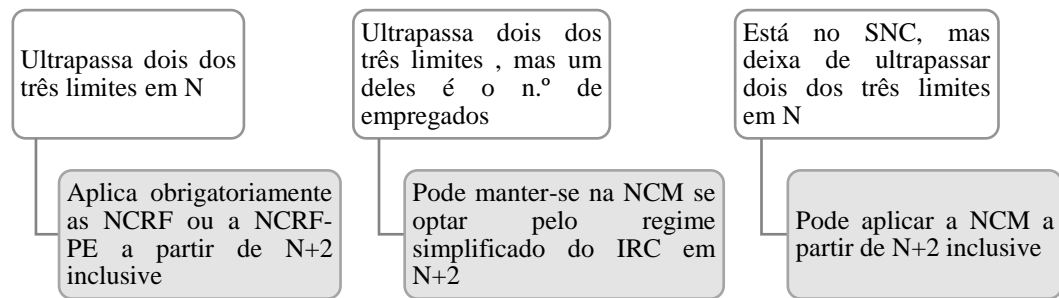 Ultrapassa dois dos
três limites em N
Aplica obrigatoriamente
as NCRF ou a NCRF-
PE a partir de N+2
inclusive
Ultrapassa dois dos
três limites , mas um
deles é o n.º de
empregados
Pode manter-se na NCM se
optar pelo regime
simplificado do IRC em
N+2
Está no SNC, mas
deixa de ultrapassar
dois dos três limites
em N
Pode aplicar a NCM a
partir de N+2 inclusive